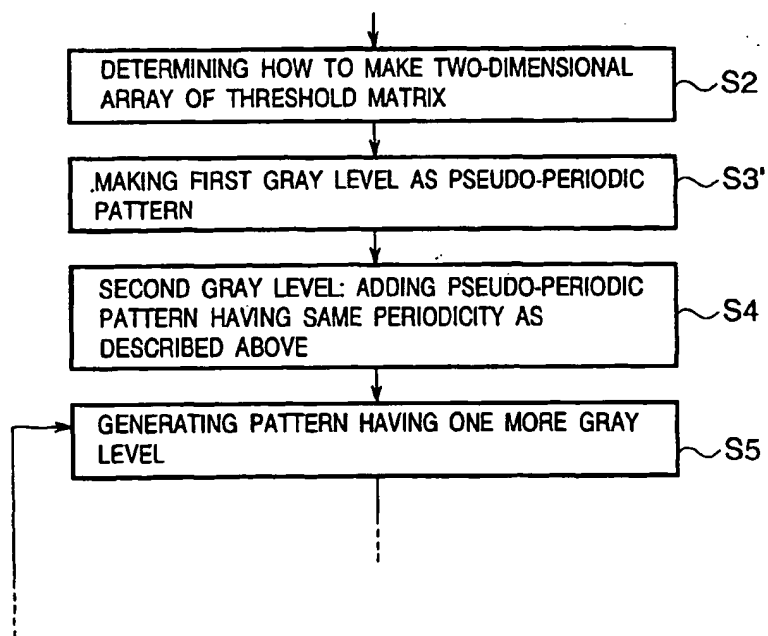 DETERMINING HOW TO MAKE TWO-DIMENSIONAL
ARRAY OF THRESHOLD MATRIX
S2
MAKING FIRST GRAY LEVEL AS PSEUDO-PERIODIC
PATTERN
S3'
SECOND GRAY LEVEL: ADDING PSEUDO-PERIODIC
PATTERN HAVING SAME PERIODICITY AS
DESCRIBED ABOVE
S4
GENERATING PATTERN HAVING ONE MORE GRAY
LEVEL
S5